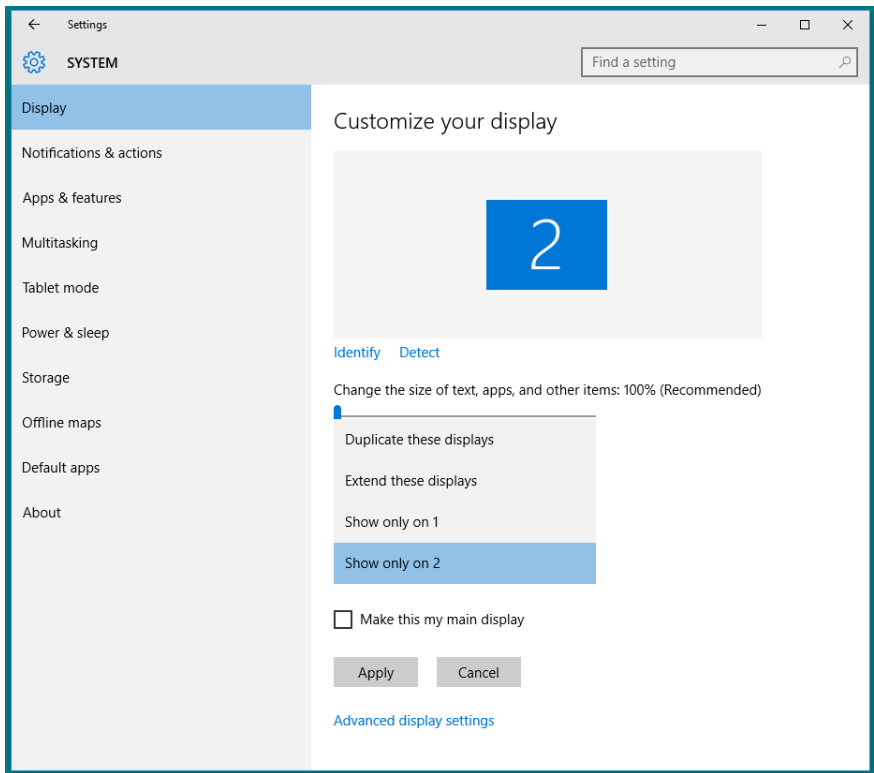 Settings
SYSTEM
Find a setting
Display
Notifications & actions
Apps & features
Multitasking
Tablet mode
Power & sleep
Storage
Offline maps
Default apps
About
Customize your display
2
Identify Detect
Change the size of text, apps, and other items: 100% (Recommended)
Duplicate these displays
Extend these displays
Show only on 1
Show only on 2
Make this my main display
Apply Cancel
Advanced display settings